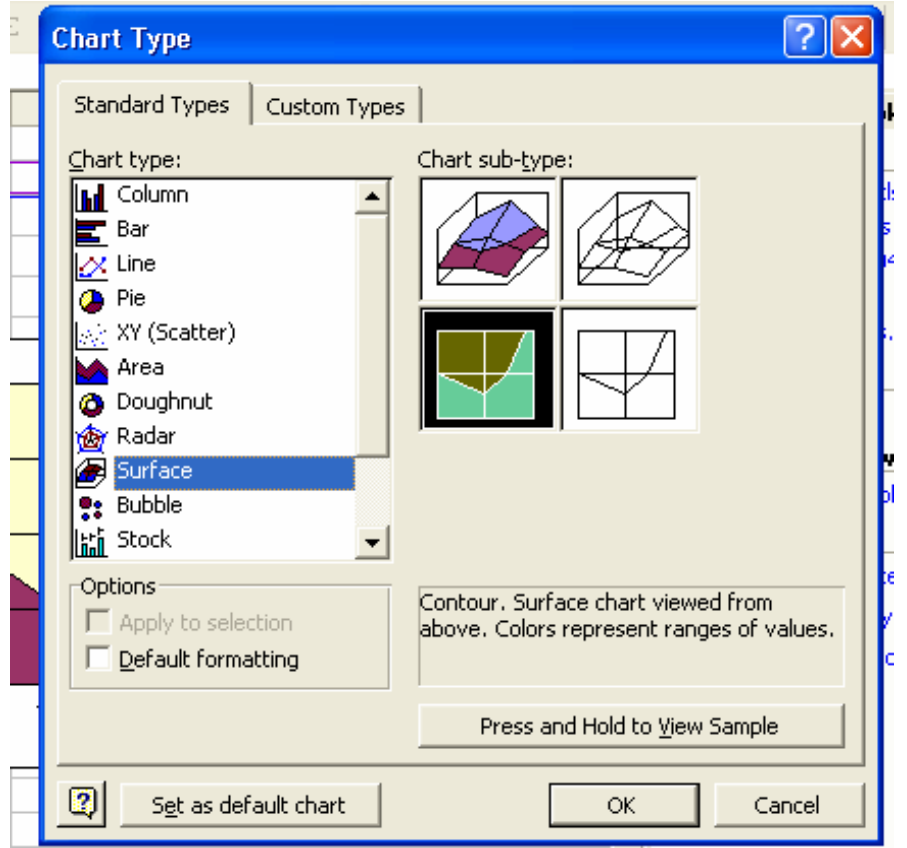 Chart Type
Standard Types
Custom Types
Chart type:
Chart sub-type:
Column
Bar
Line
Pie
XY (Scatter)
Area
Doughnut
Radar
Surface
Bubble
Stock
Options
Apply to selection
Default formatting
Contour. Surface chart viewed from
above. Colors represent ranges of values.
Press and Hold to View Sample
Set as default chart
OK
Cancel